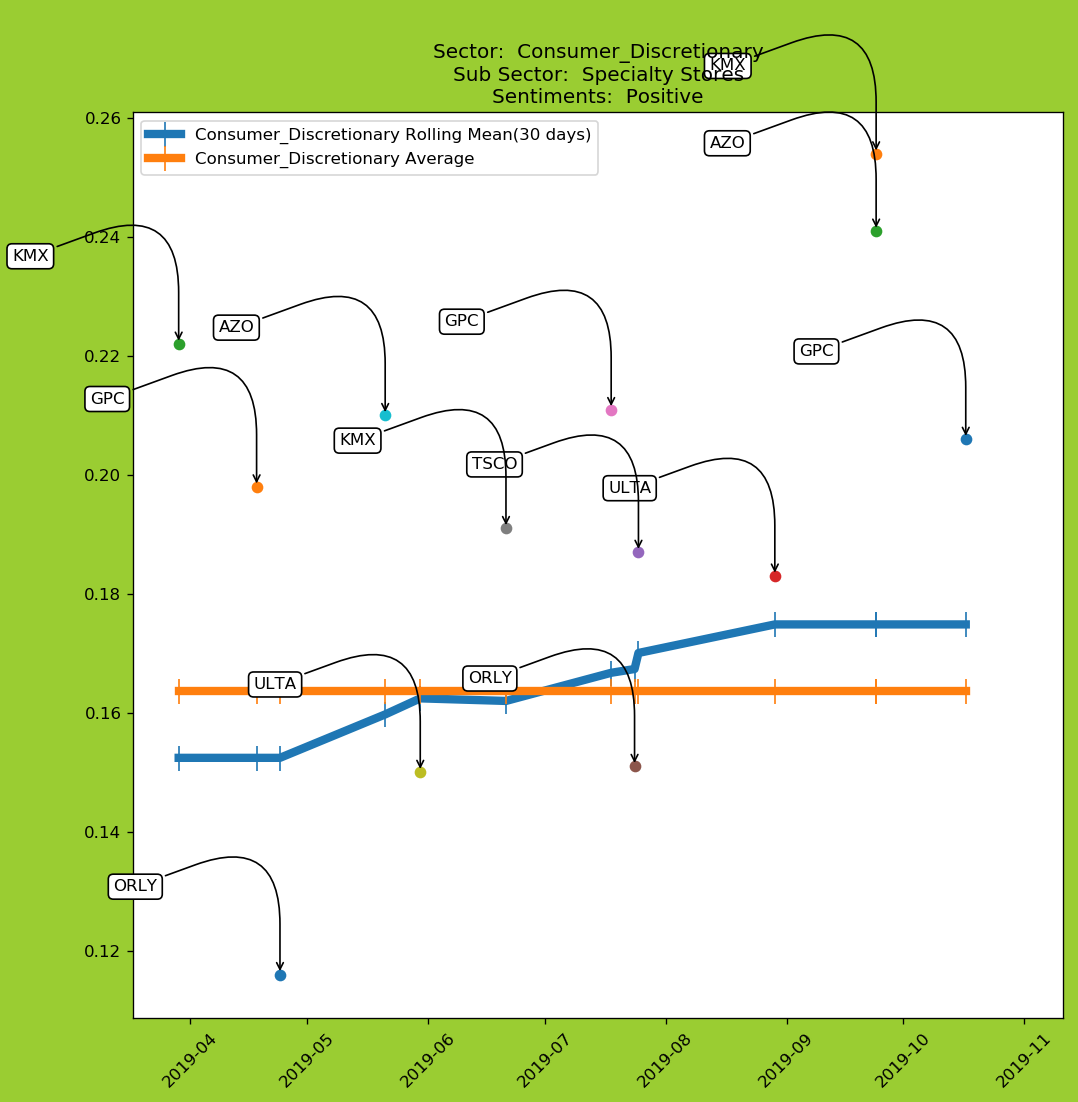 Sector:  Consumer_Discretionary
Sub Sector:  Specialty Stores
Sentiments:  Positive
KMX
Consumer_Discretionary Rolling Mean(30 days)
Consumer_Discretionary Average
AZO
KMX
AZO
GPC
GPC
GPC
KMX
TSCO
ULTA
ULTA
ORLY
ORLY
0.26
0.24
0.22
0.20
0.18
0.16
0.14
0.12
2019-04
2019-05
2019-06
2019-07
2019-08
2019-09
2019-10
2019-11